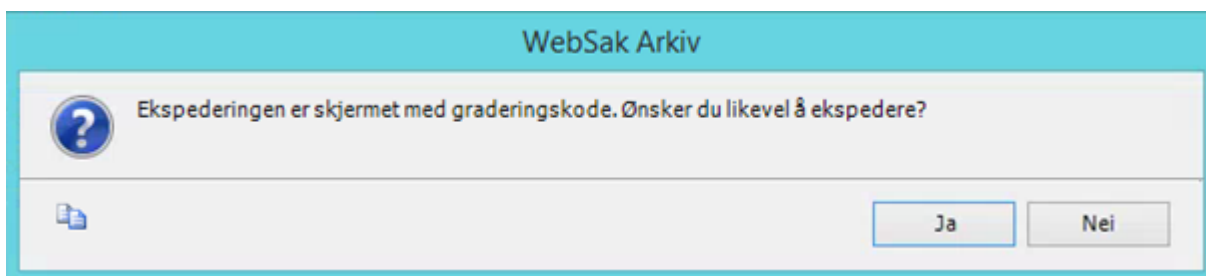 WebSak Arkiv
Ekspederingen er skjermet med graderingskode. Ønsker du likevel å ekspedere?
Ja
Nei